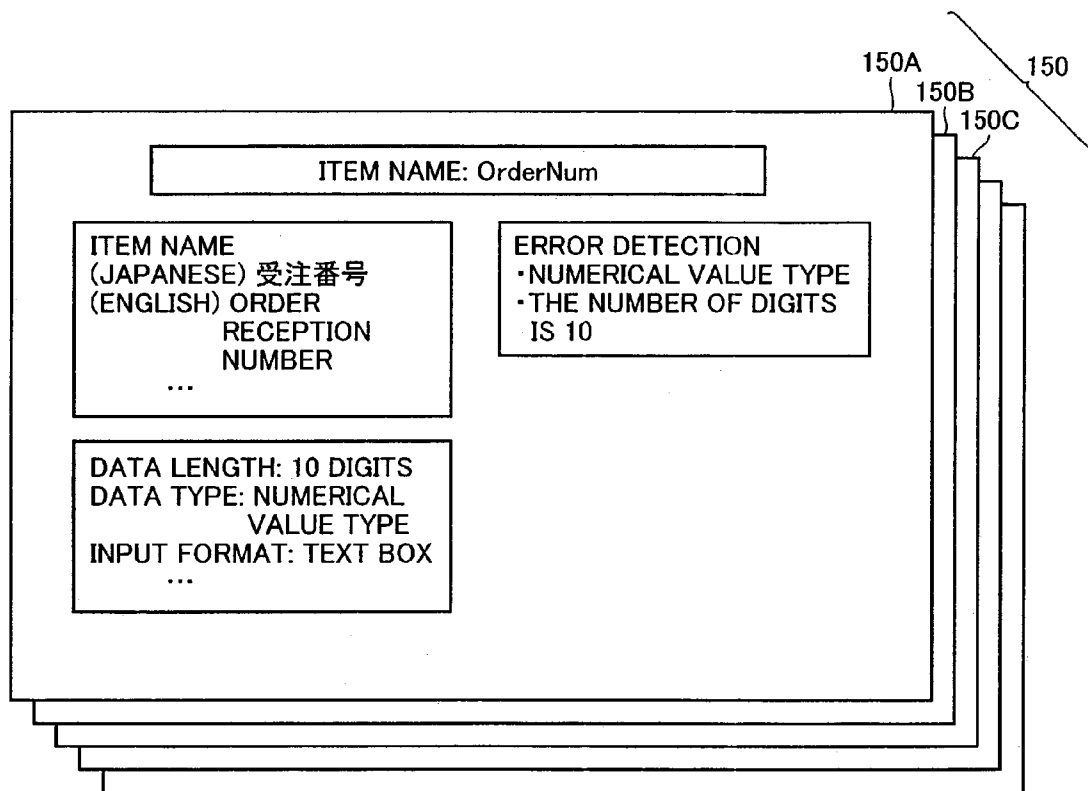 150
150A
150B
150C
ITEM NAME: OrderNum
ITEM NAME
(JAPANESE) 受注番号
(ENGLISH) ORDER
RECEPTION
NUMBER
…
ERROR DETECTION
・NUMERICAL VALUE TYPE
・THE NUMBER OF DIGITS
IS 10
DATA LENGTH: 10 DIGITS
DATA TYPE: NUMERICAL
VALUE TYPE
INPUT FORMAT: TEXT BOX
…